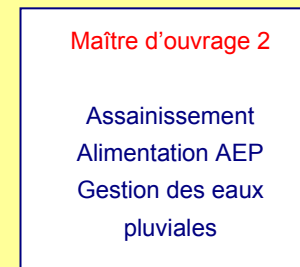 Maître d’ouvrage 2
Assainissement
Alimentation AEP
Gestion des eaux
pluviales